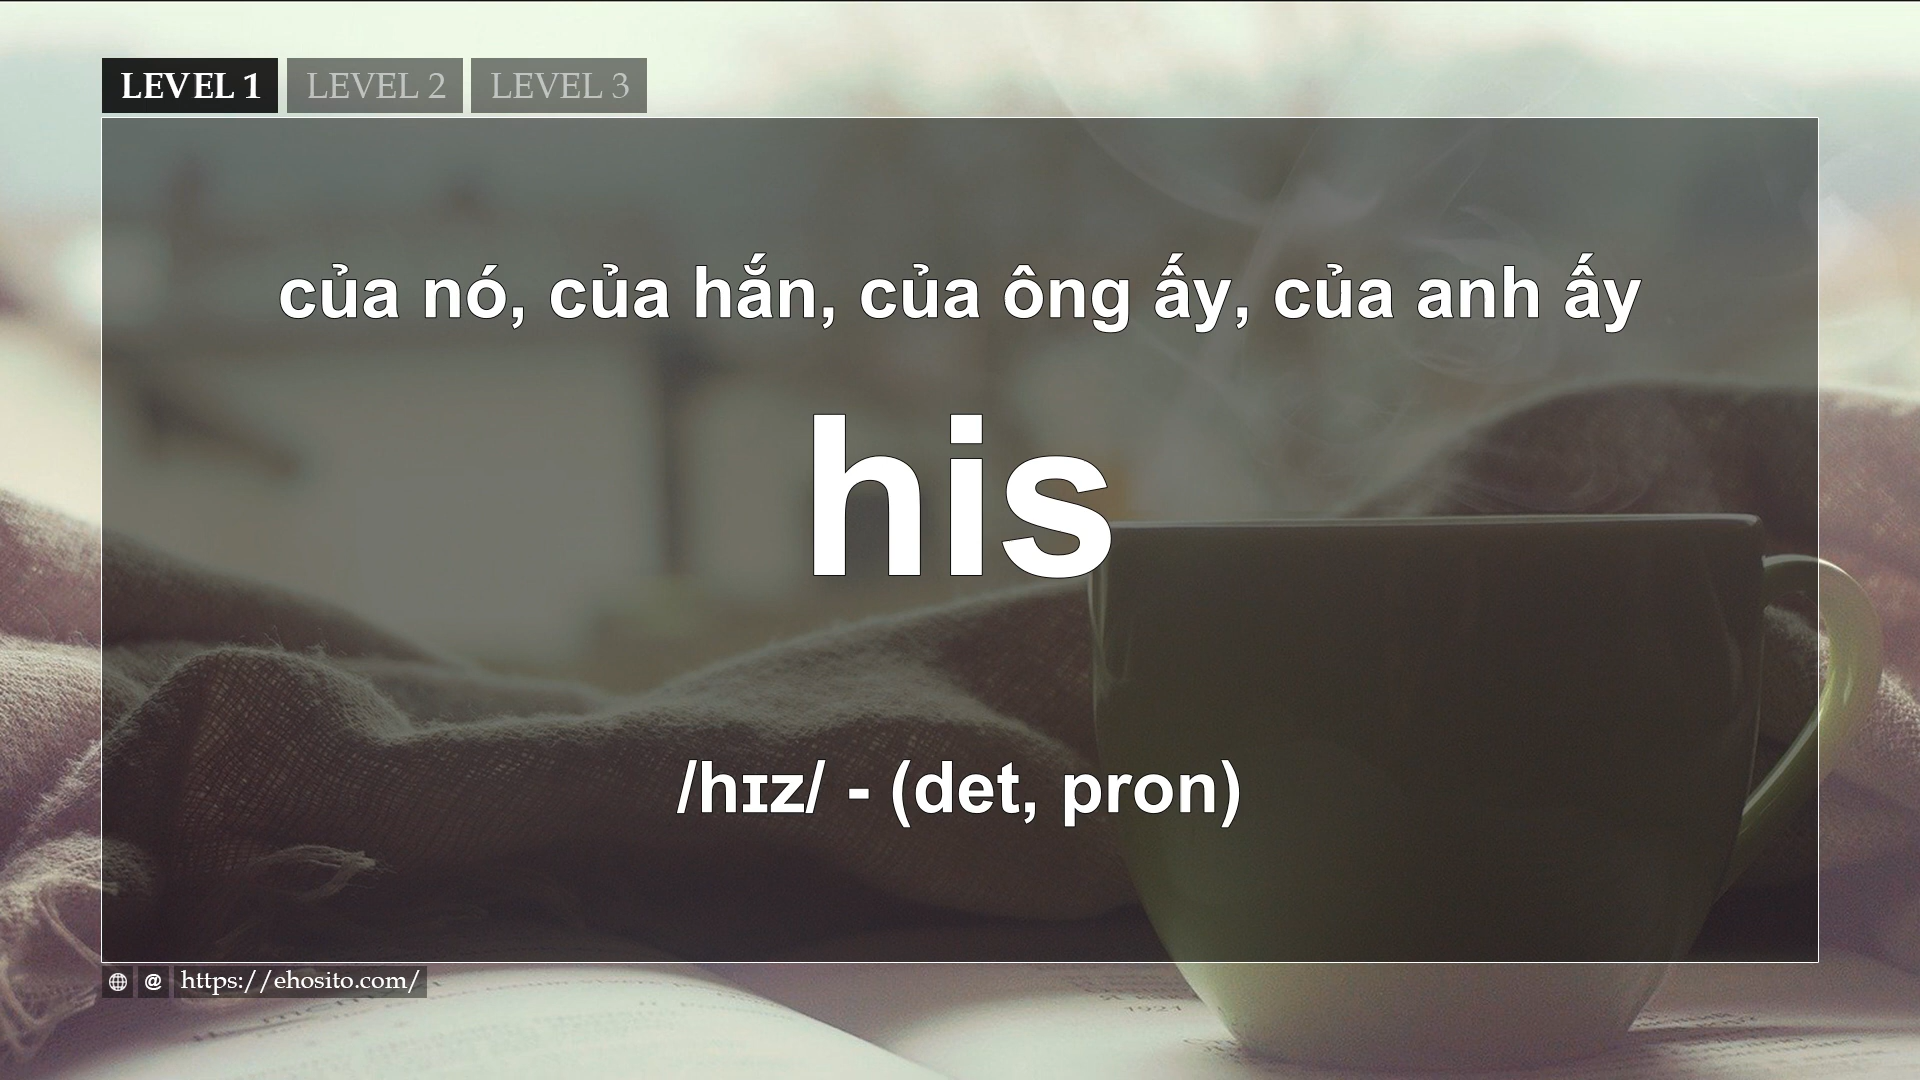 LEVEL 1 LEVEL 2 LEVEL 3
của nó, của hắn, của ông ấy, của anh ấy
his
/hɪz/ - (det, pron)
@ https://ehosito.com/
1921